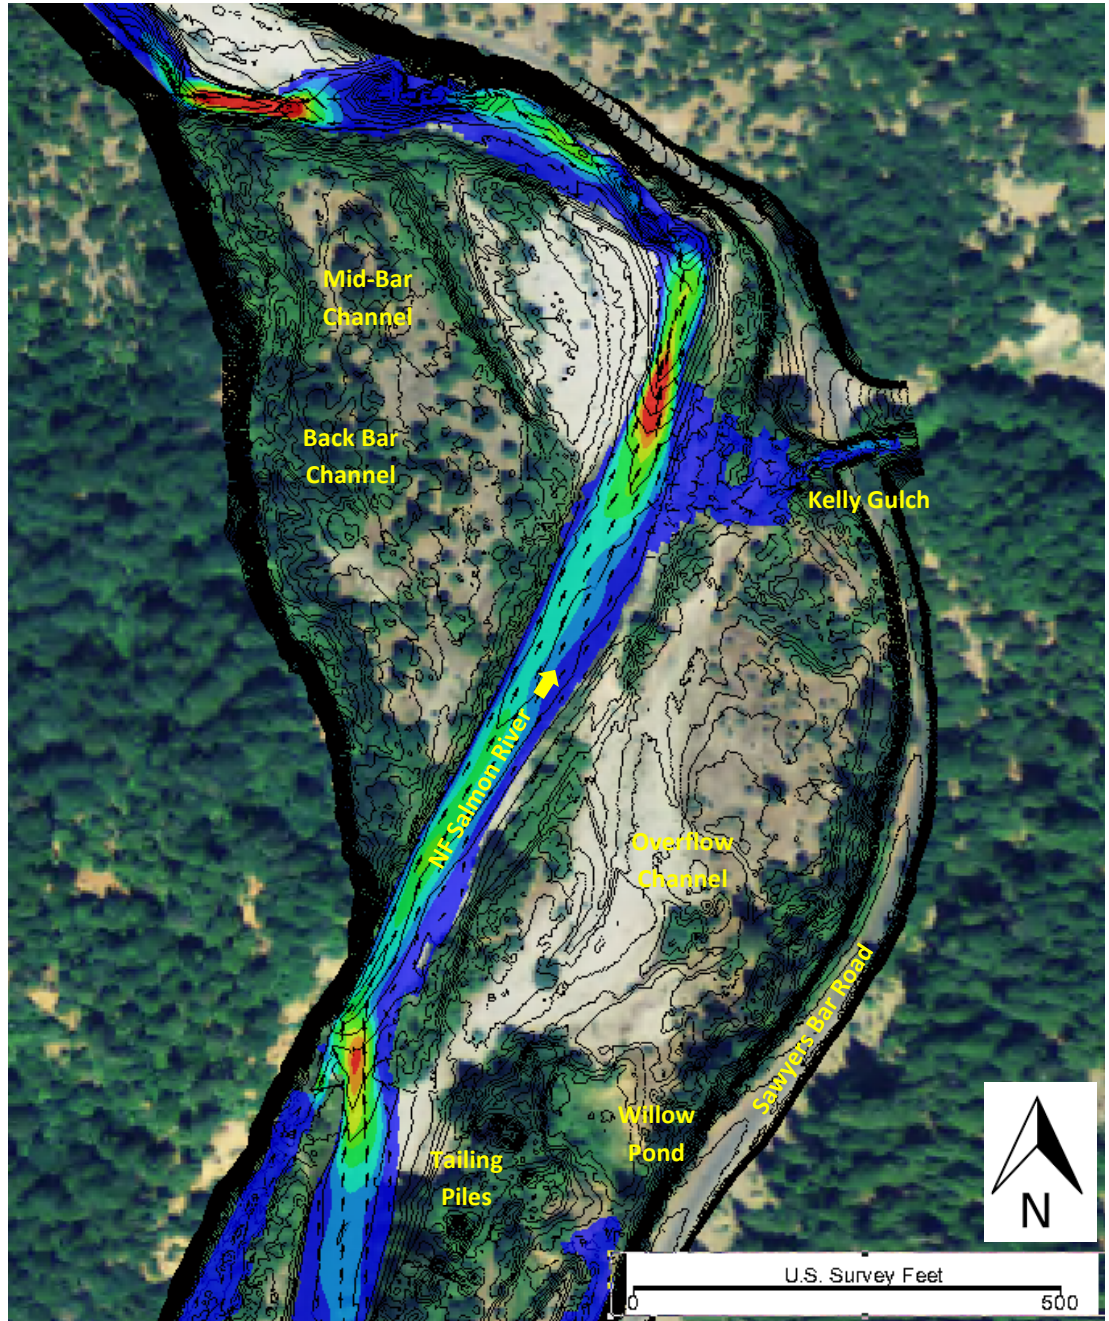 Mid-Bar
Channel
Back Bar
Channel
Kelly Gulch
NF Salmon River
Overflow
Channel
Sawyers Bar Road
Willow
Pond
Tailing
Piles
N
U.S. Survey Feet
0
500